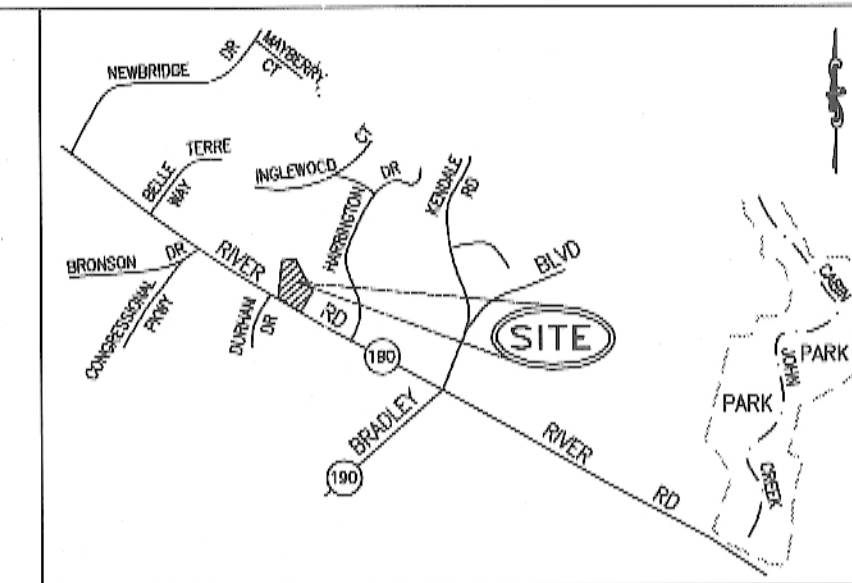 NEWBRIDGE DR
MAYBERRY
CT
BELLE TERRE
WAY
INGLEWOOD CT
HARRINGTON DR
KENDALE
RD
BRONSON DR
CONGRESSIONAL
PKWY
RIVER
RD
DURHAM
DR
BLVD
SITE
180
BRADLEY
190
RIVER
RD
CABIN
JOHN
CREEK
PARK
PARK